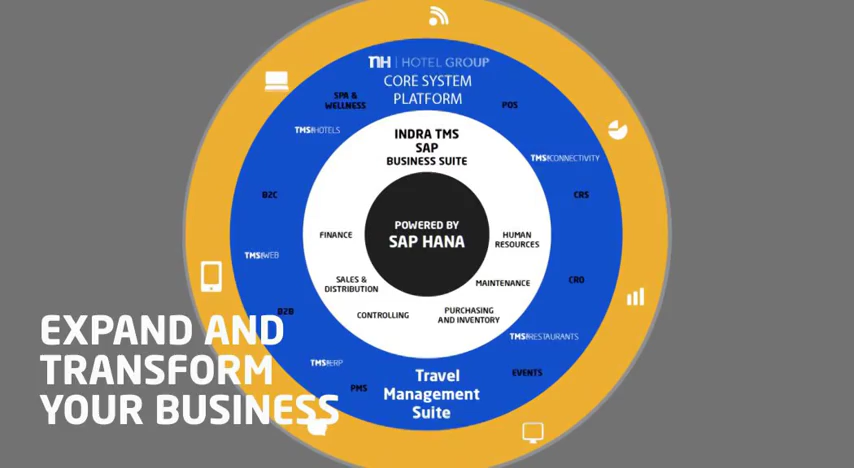 nH | HOTEL GROUP
CORE SYSTEM
PLATFORM
SPA &
WELLNESS
POS
TMS HOTELS
INDRA TMS
SAP
BUSINESS SUITE
TMS CONNECTIVITY
B2C
CRS
POWERED BY
SAP HANA
FINANCE
HUMAN
RESOURCES
TMS WEB
SALES &
DISTRIBUTION
MAINTENANCE
CRO
CONTROLLING
PURCHASING
AND INVENTORY
B2B
TMS RESTAURANTS
TMS ERP
PMS
EVENTS
Travel
Management
Suite
EXPAND AND
TRANSFORM
YOUR BUSINESS